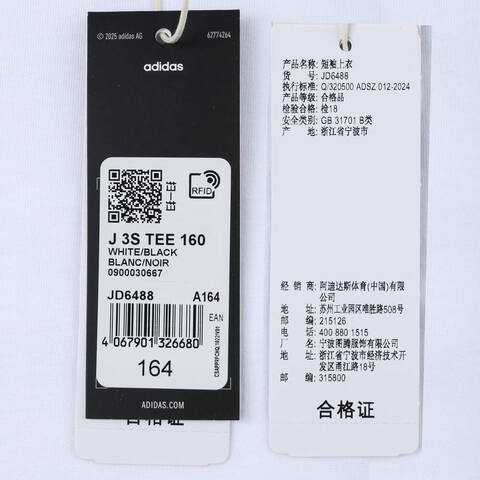 © 2025 adidas AG
62774264
adidas
RFID
J 3S TEE 160
WHITE/BLACK
BLANC/NOIR
0900030667
JD6488 A164
EAN
4 067901 326680
164
ADIDAS.COM
合格证
产品名称: 短袖上衣
货 号: JD6488
执行标准: Q/320500 ADSZ 012-2024
产品等级: 合格品
检验合格: 检18
安全类别: GB 31701 B类
产 地: 浙江省宁波市
经 销 商: 阿迪达斯体育(中国)有限
公司
地 址: 苏州工业园区唯胜路508号
邮 编: 215126
电 话: 400 880 1515
厂 名: 宁波图腾服饰有限公司
地 址: 浙江省宁波市经济技术开
发区甬江路18号
邮 编: 315800
合格证